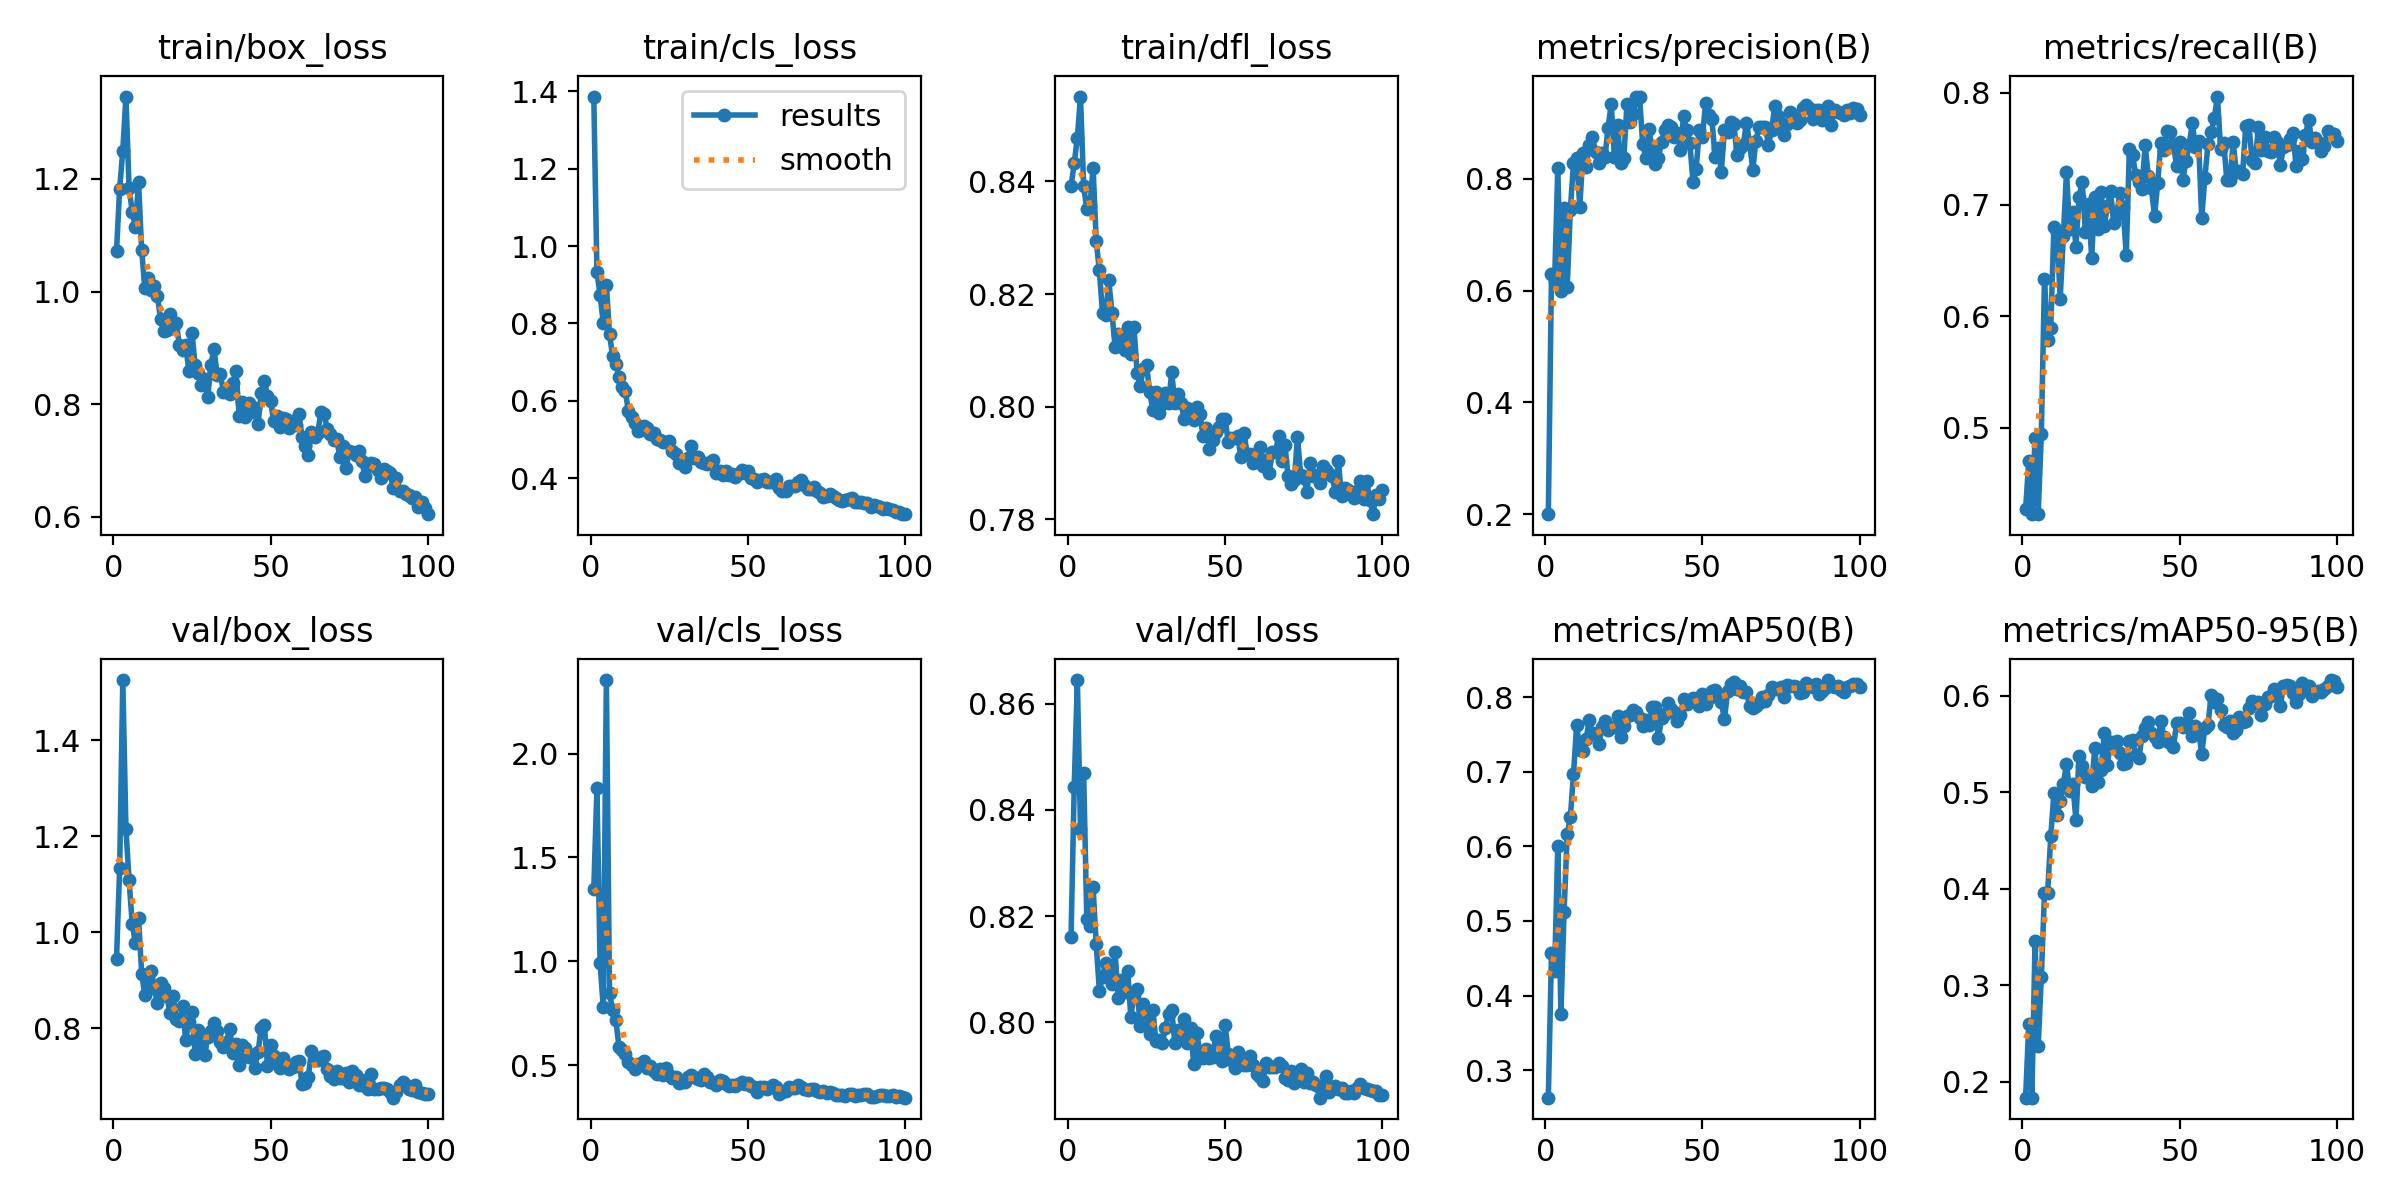 train/box_loss
1.2
1.0
0.8
0.6
0 50 100
train/cls_loss
results
smooth
1.4
1.2
1.0
0.8
0.6
0.4
0 50 100
train/dfl_loss
0.84
0.82
0.80
0.78
0 50 100
metrics/precision(B)
0.8
0.6
0.4
0.2
0 50 100
metrics/recall(B)
0.8
0.7
0.6
0.5
0 50 100
val/box_loss
1.4
1.2
1.0
0.8
0 50 100
val/cls_loss
2.0
1.5
1.0
0.5
0 50 100
val/dfl_loss
0.86
0.84
0.82
0.80
0 50 100
metrics/mAP50(B)
0.8
0.7
0.6
0.5
0.4
0.3
0 50 100
metrics/mAP50-95(B)
0.6
0.5
0.4
0.3
0.2
0 50 100